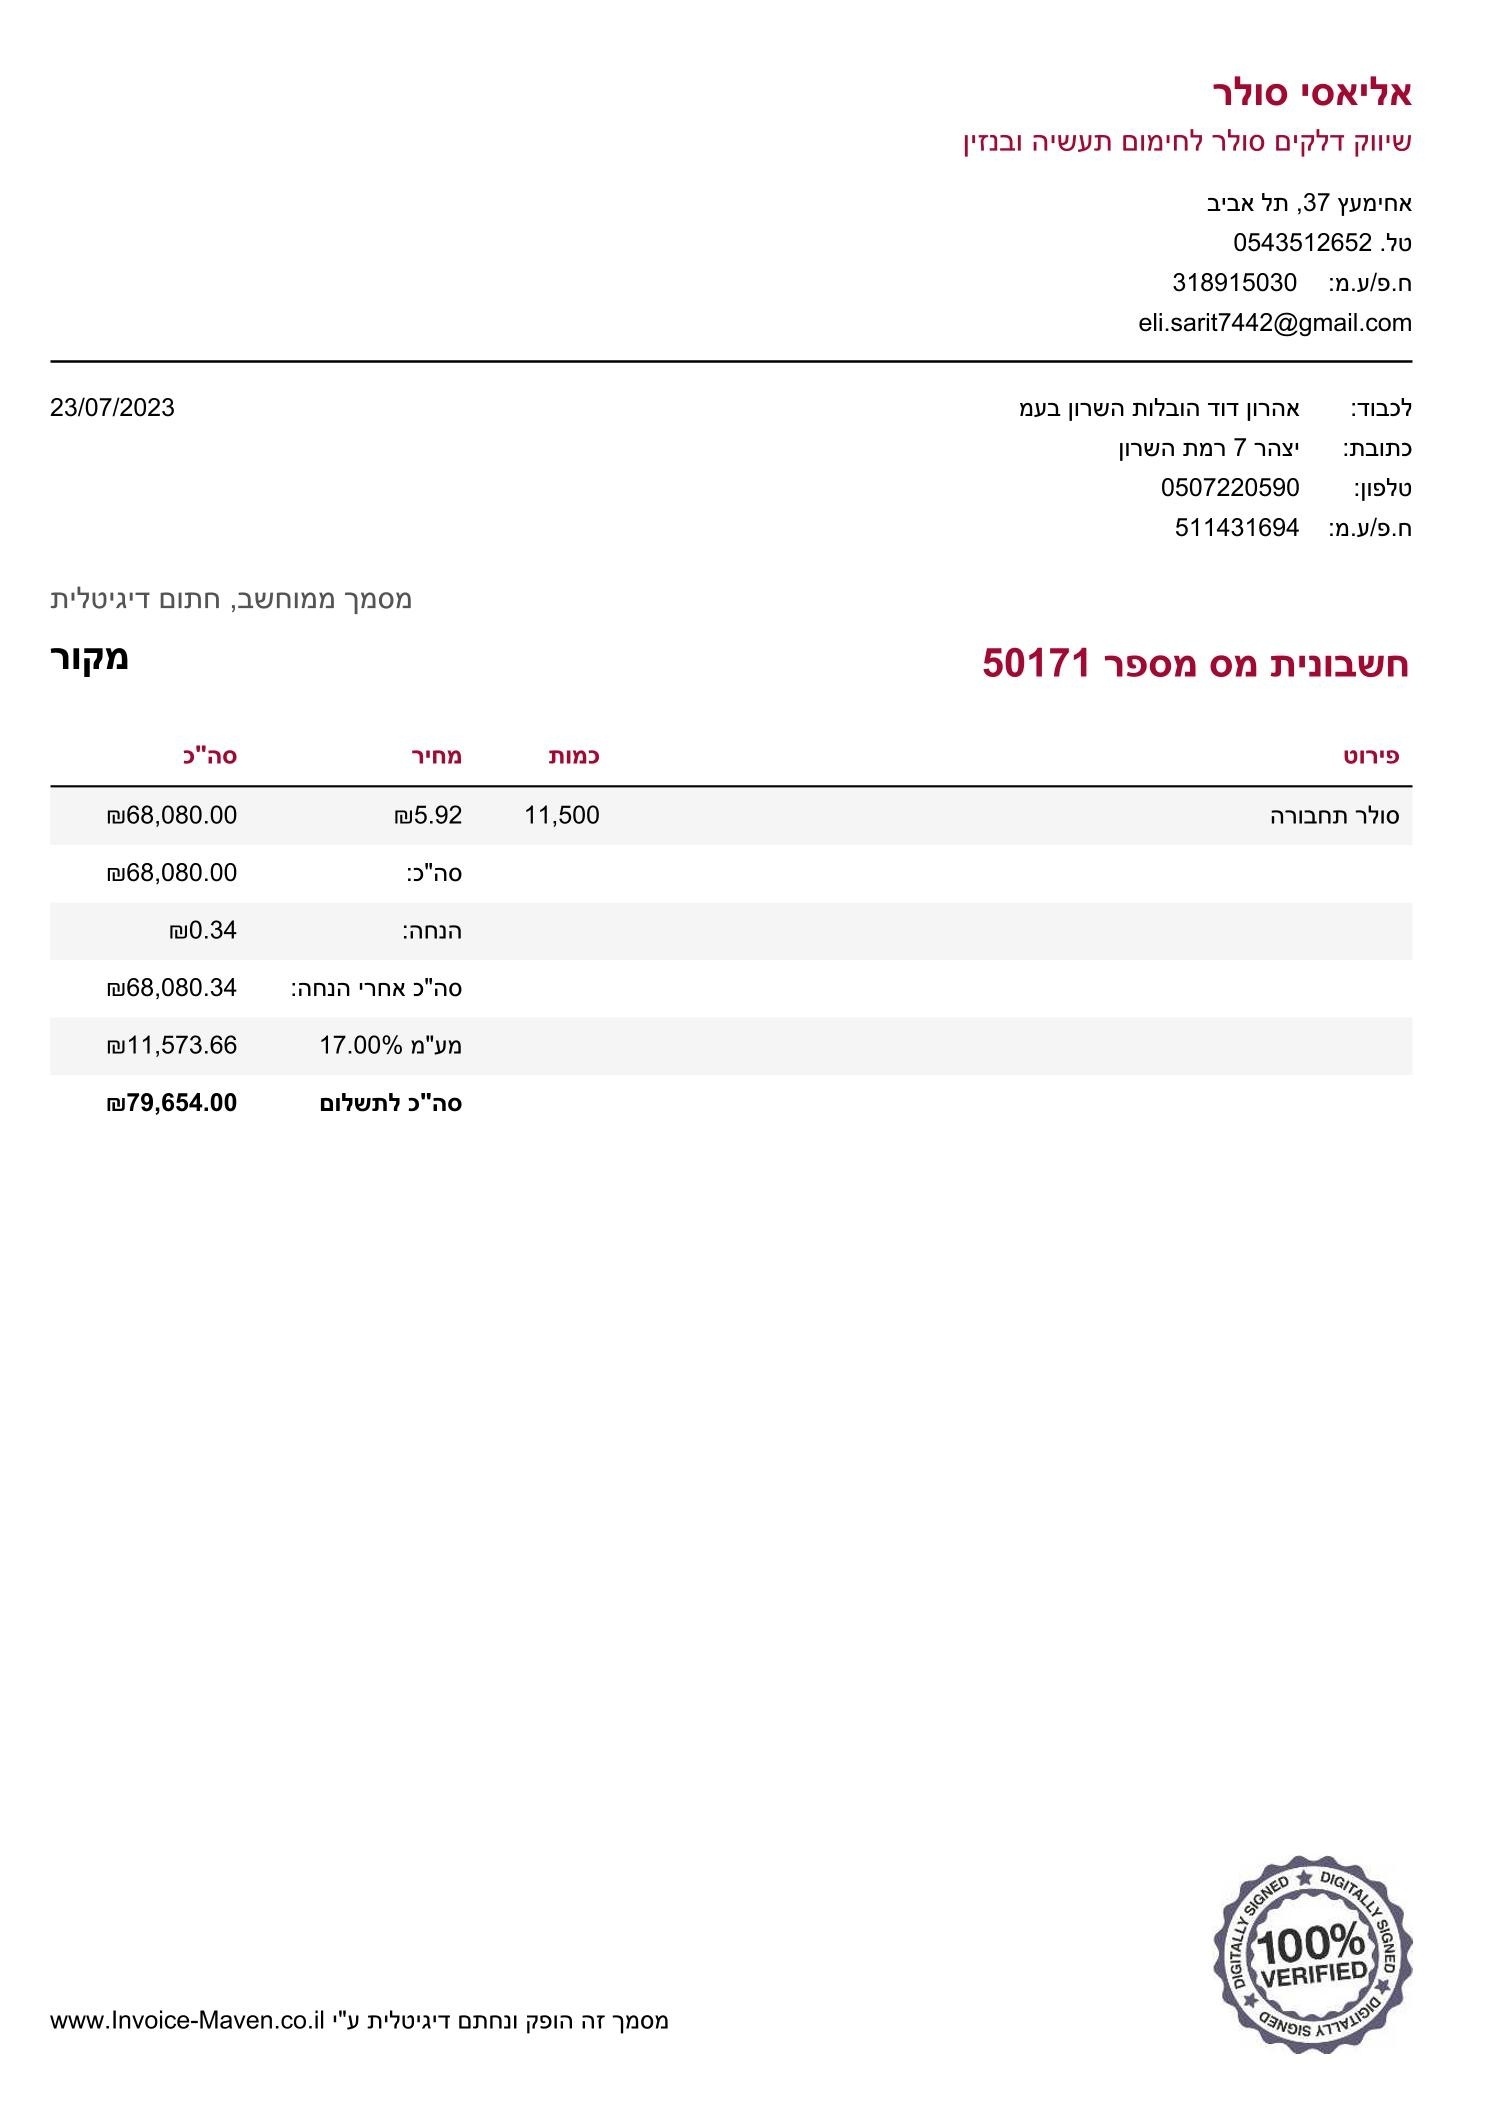 אליאסי סולר
שיווק דלקים סולר לחימום תעשיה ובנזין
אחימעץ 37, תל אביב
טל. 0543512652
ח.פ/ע.מ: 318915030
eli.sarit7442@gmail.com
לכבוד: אהרון דוד הובלות השרון בעמ 23/07/2023
כתובת: יצהר 7 רמת השרון
טלפון: 0507220590
ח.פ/ע.מ: 511431694
מסמך ממוחשב, חתום דיגיטלית
חשבונית מס מספר 50171 מקור
פירוט כמות מחיר סה"כ
סולר תחבורה 11,500 ₪5.92 ₪68,080.00
סה"כ: ₪68,080.00
הנחה: ₪0.34
סה"כ אחרי הנחה: ₪68,080.34
מע"מ 17.00% ₪11,573.66
סה"כ לתשלום ₪79,654.00
DIGITALLY SIGNED ★ DIGITALLY SIGNED ★ DIGITALLY SIGNED ★
100%
VERIFIED
מסמך זה הופק ונחתם דיגיטלית ע"י www.Invoice-Maven.co.il